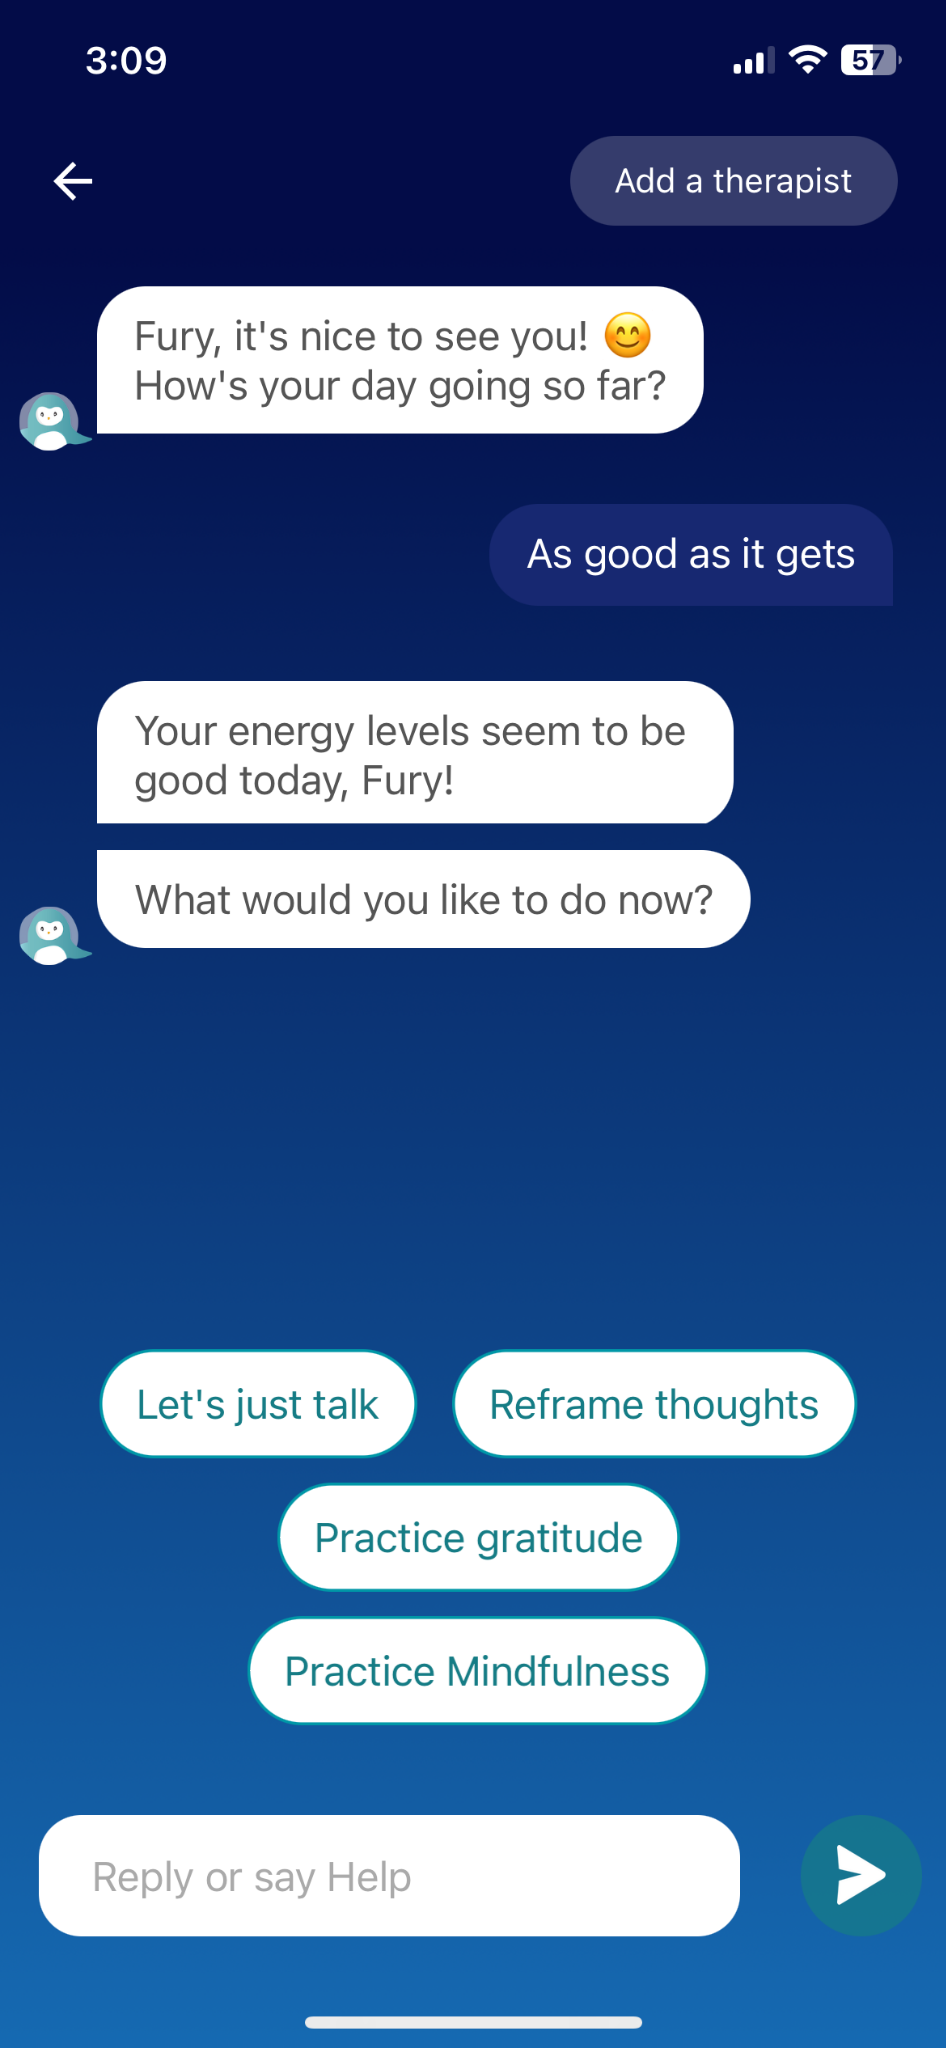 3:09
57
Add a therapist
Fury, it's nice to see you! 😊
How's your day going so far?
As good as it gets
Your energy levels seem to be
good today, Fury!
What would you like to do now?
Let's just talk
Reframe thoughts
Practice gratitude
Practice Mindfulness
Reply or say Help